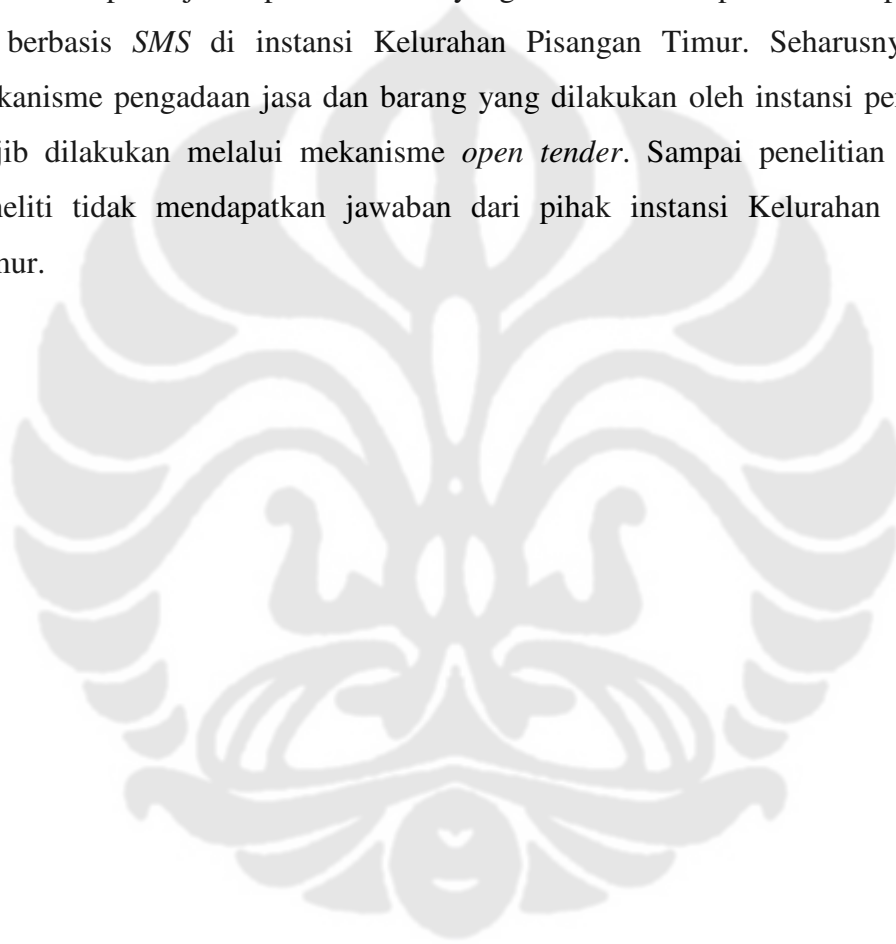 berbasis SMS di instansi Kelurahan Pisangan Timur. Seharusny
kanisme pengadaan jasa dan barang yang dilakukan oleh instansi pe
jib dilakukan melalui mekanisme open tender. Sampai penelitian
neliti tidak mendapatkan jawaban dari pihak instansi Kelurahan
mur.